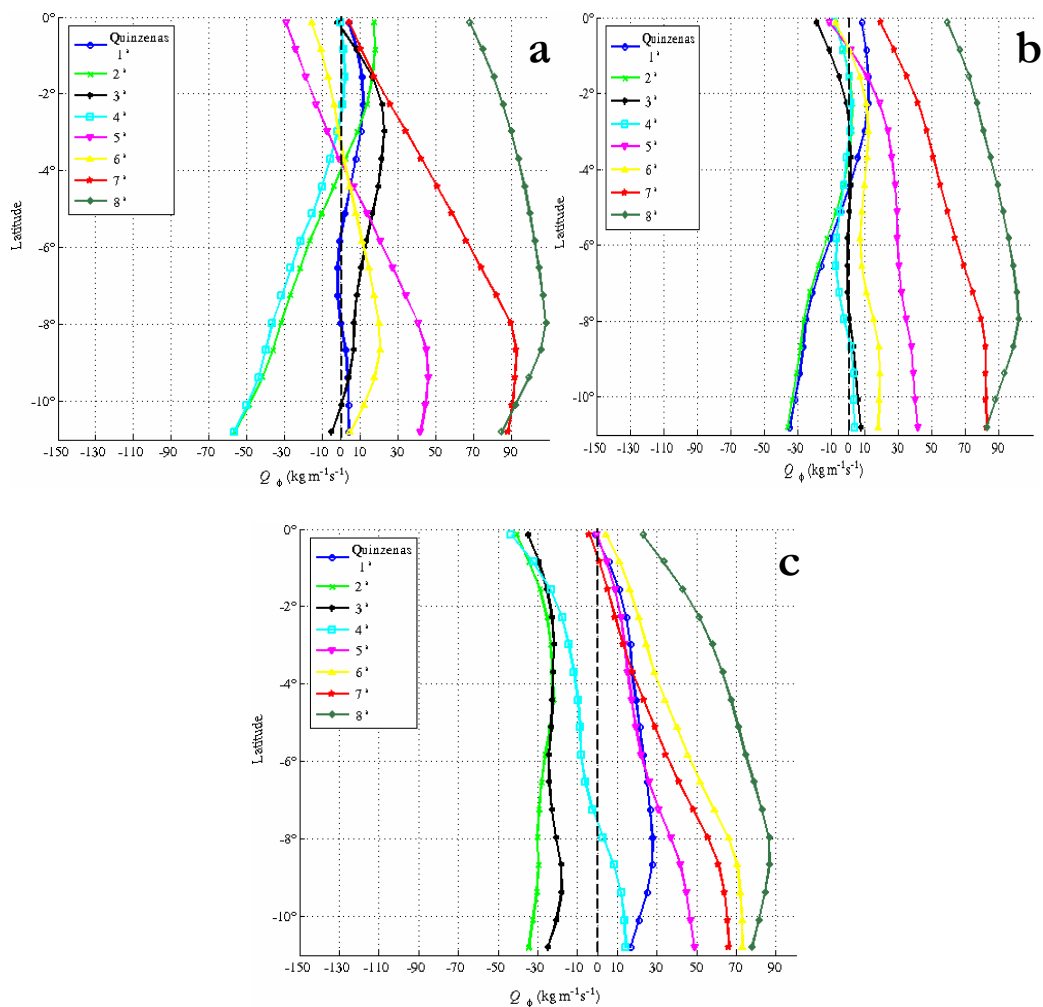 a
Quinzenas
1ª
2ª
3ª
4ª
5ª
6ª
7ª
8ª
Latitude
0°
-2°
-4°
-6°
-8°
-10°
-150 -130 -110 -90 -70 -50 -30 -10 0 10 30 50 70 90
Q ϕ (kg m⁻¹s⁻¹)
b
Quinzenas
1ª
2ª
3ª
4ª
5ª
6ª
7ª
8ª
Latitude
0°
-2°
-4°
-6°
-8°
-10°
-150 -130 -110 -90 -70 -50 -30 -10 0 10 30 50 70 90
Q ϕ (kg m⁻¹s⁻¹)
c
Quinzenas
1ª
2ª
3ª
4ª
5ª
6ª
7ª
8ª
Latitude
0°
-2°
-4°
-6°
-8°
-10°
-150 -130 -110 -90 -70 -50 -30 -10 0 10 30 50 70 90
Q ϕ (kg m⁻¹s⁻¹)